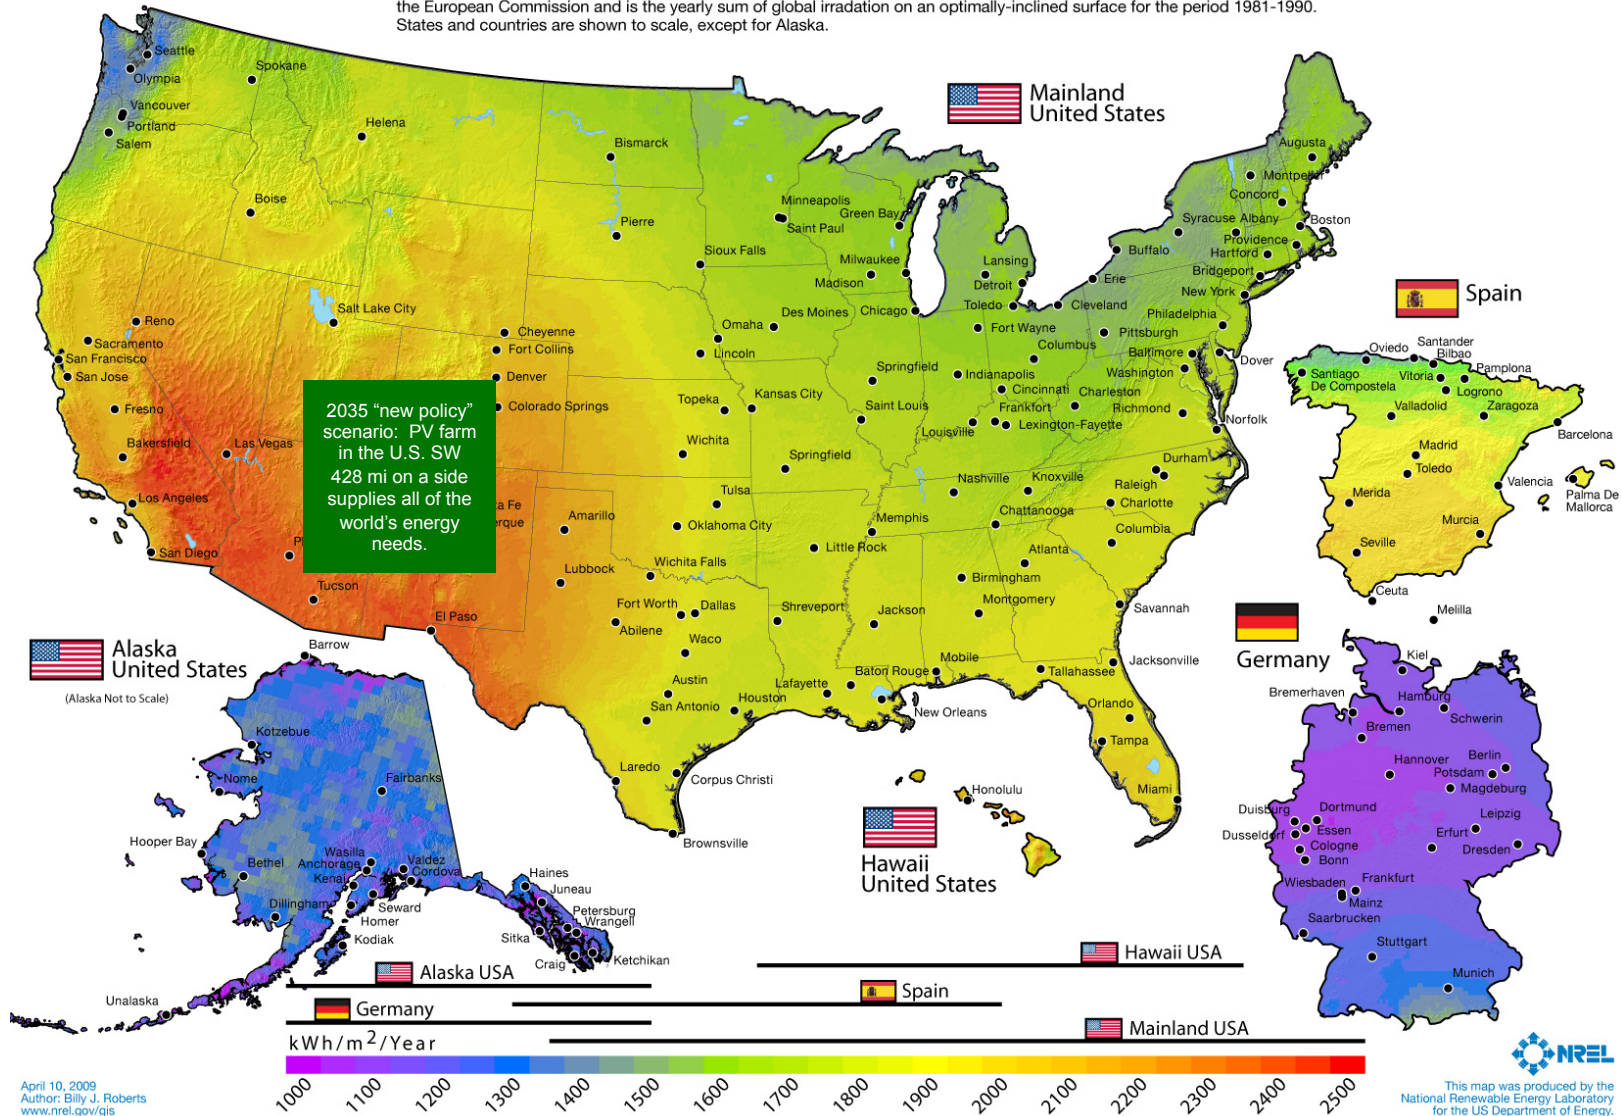 the European Commission and is the yearly sum of global irradation on an optimally-inclined surface for the period 1981-1990.
States and countries are shown to scale, except for Alaska.
Mainland
United States
Seattle
Olympia
Spokane
Vancouver
Portland
Salem
Helena
Bismarck
Boise
Pierre
Minneapolis
Saint Paul
Green Bay
Augusta
Montpelier
Concord
Syracuse
Albany
Boston
Providence
Hartford
Buffalo
Sioux Falls
Milwaukee
Madison
Lansing
Detroit
Erie
Bridgeport
New York
Reno
Salt Lake City
Cheyenne
Fort Collins
Omaha
Des Moines
Chicago
Toledo
Cleveland
Philadelphia
Sacramento
San Francisco
San Jose
Lincoln
Fort Wayne
Columbus
Pittsburgh
Baltimore
Washington
Dover
Denver
Colorado Springs
Springfield
Indianapolis
Cincinnati
Charleston
Fresno
Topeka
Kansas City
Saint Louis
Frankfort
Louisville
Lexington-Fayette
Richmond
Norfolk
Bakersfield
Las Vegas
Wichita
Springfield
Durham
Raleigh
Los Angeles
Tulsa
Nashville
Knoxville
Charlotte
Amarillo
Oklahoma City
Memphis
Chattanooga
Columbia
San Diego
Little Rock
Atlanta
Lubbock
Wichita Falls
Birmingham
Tucson
El Paso
Fort Worth
Dallas
Abilene
Shreveport
Jackson
Montgomery
Savannah
Waco
Austin
San Antonio
Houston
Lafayette
Baton Rouge
Mobile
Tallahassee
Jacksonville
New Orleans
Orlando
Tampa
Miami
Laredo
Corpus Christi
Brownsville
2035 “new policy”
scenario: PV farm
in the U.S. SW
428 mi on a side
supplies all of the
world’s energy
needs.
Spain
Oviedo
Santander
Bilbao
Pamplona
Santiago
De Compostela
Vitoria
Logrono
Valladolid
Zaragoza
Barcelona
Madrid
Toledo
Valencia
Palma De
Mallorca
Merida
Murcia
Seville
Ceuta
Melilla
Germany
Kiel
Bremerhaven
Hamburg
Schwerin
Bremen
Hannover
Berlin
Potsdam
Magdeburg
Duisburg
Dortmund
Essen
Dusseldorf
Leipzig
Erfurt
Dresden
Cologne
Bonn
Wiesbaden
Frankfurt
Mainz
Saarbrucken
Stuttgart
Munich
Alaska
United States
(Alaska Not to Scale)
Barrow
Kotzebue
Nome
Fairbanks
Hooper Bay
Bethel
Wasilla
Anchorage
Kenai
Valdez
Cordova
Dillingham
Seward
Homer
Kodiak
Unalaska
Haines
Juneau
Petersburg
Wrangell
Sitka
Craig
Ketchikan
Honolulu
Hawaii
United States
Hawaii USA
Alaska USA
Spain
Germany
Mainland USA
kWh/m2/Year
1000 1100 1200 1300 1400 1500 1600 1700 1800 1900 2000 2100 2200 2300 2400 2500
April 10, 2009
Author: Billy J. Roberts
www.nrel.gov/gis
NREL
This map was produced by the
National Renewable Energy Laboratory
for the US Department of Energy.